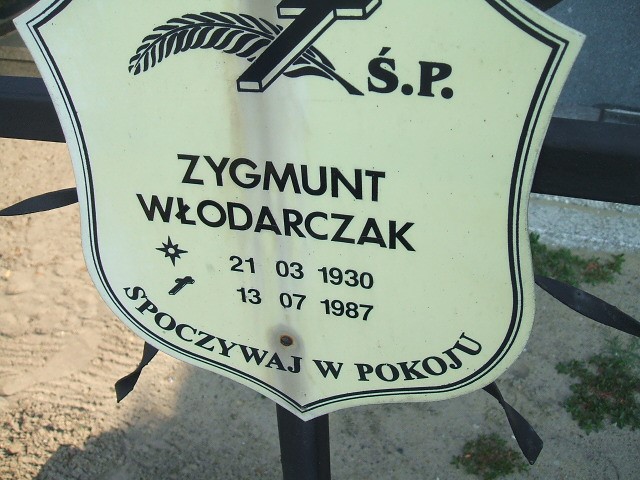 Ś.P.
ZYGMUNT
WŁODARCZAK
21 03 1930
13 07 1987
SPOCZYWAJ W POKOJU